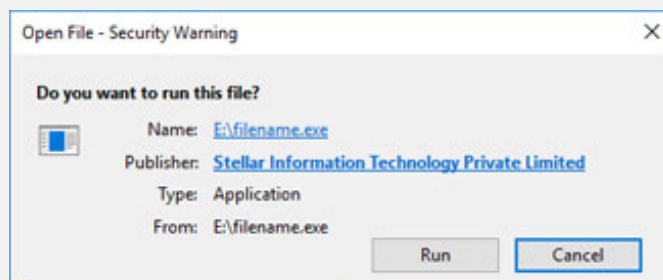 Open File - Security Warning
Do you want to run this file?
Name: E:\filename.exe
Publisher: Stellar Information Technology Private Limited
Type: Application
From: E:\filename.exe
Run Cancel